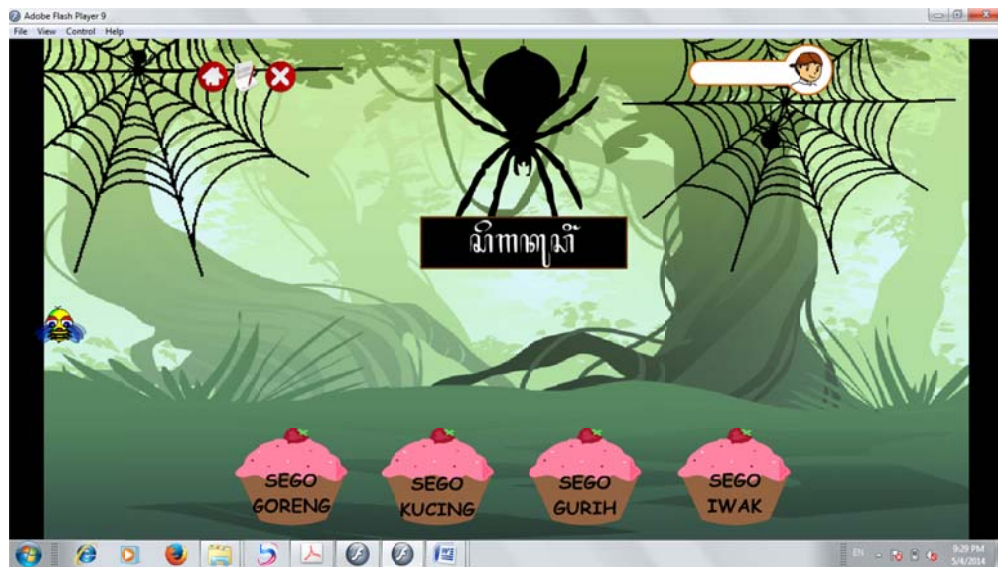 Adobe Flash Player 9
File View Control Help
SEGO
GORENG
SEGO
KUCING
SEGO
GURIH
SEGO
IWAK
EN
9:29 PM
5/4/2014